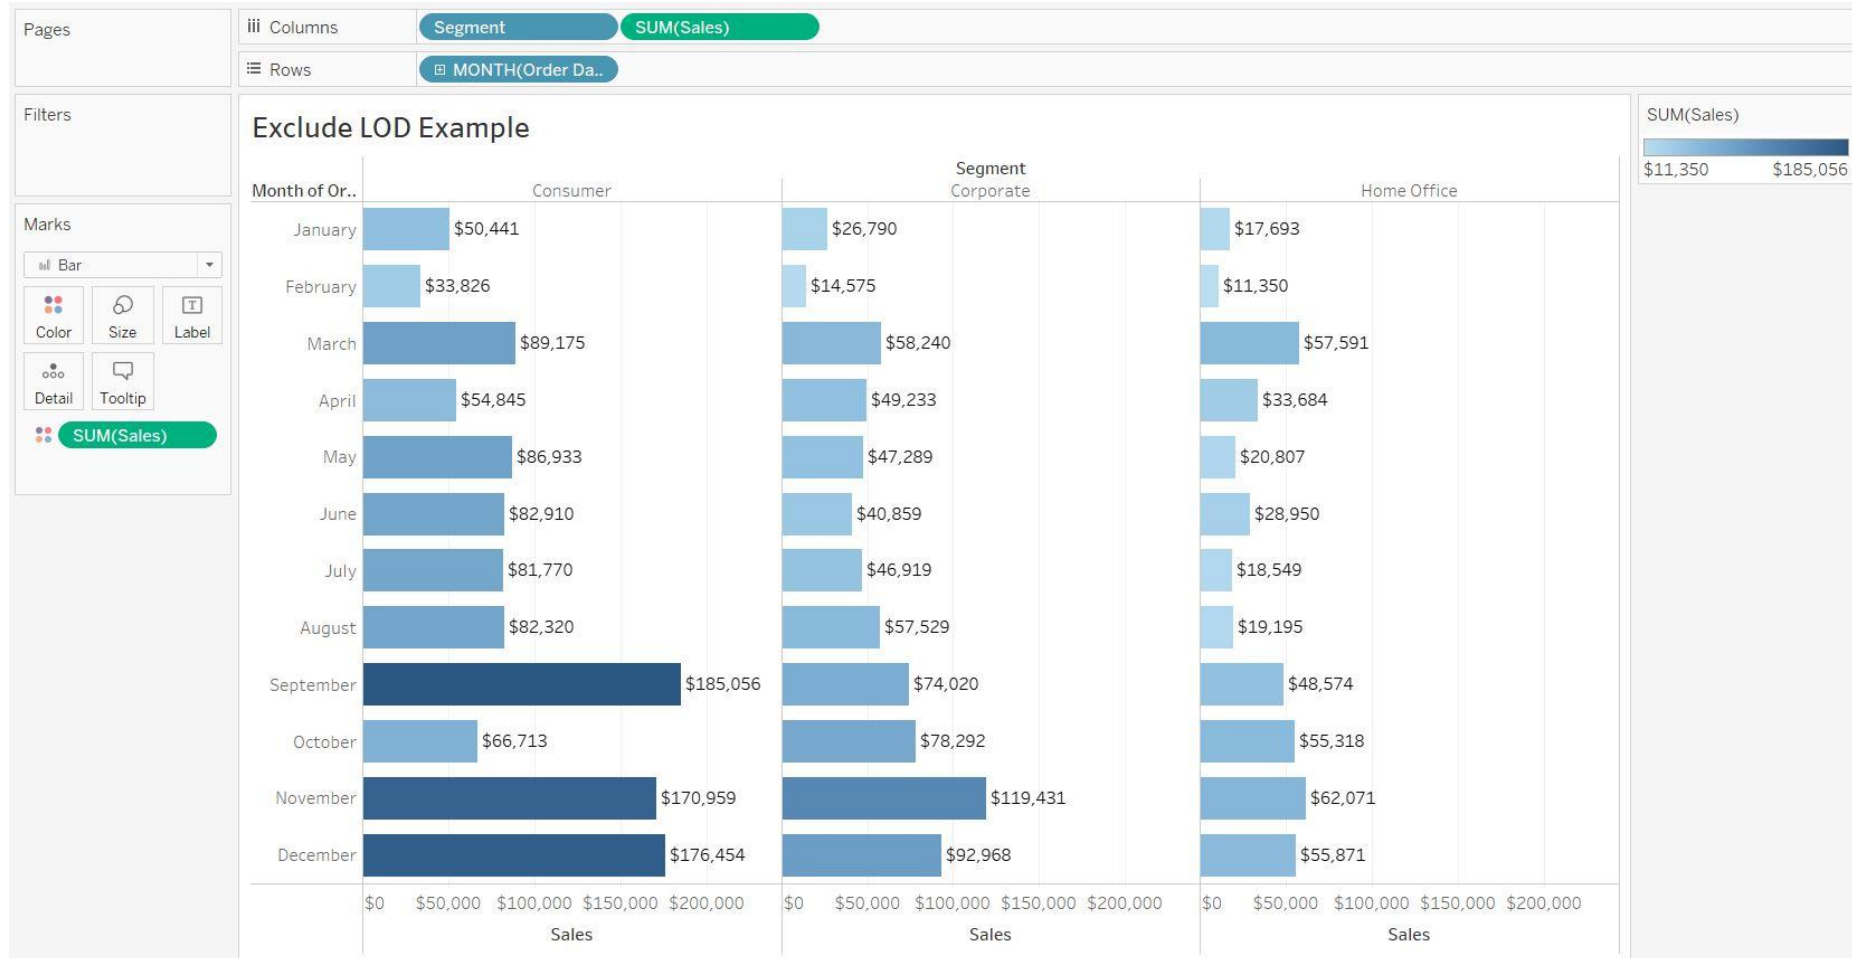 Pages
Columns Segment SUM(Sales)
Rows MONTH(Order Da..
Filters
Marks
Bar
Color Size Label
Detail Tooltip
SUM(Sales)
Exclude LOD Example
Segment
Month of Or.. Consumer Corporate Home Office
January $50,441 $26,790 $17,693
February $33,826 $14,575 $11,350
March $89,175 $58,240 $57,591
April $54,845 $49,233 $33,684
May $86,933 $47,289 $20,807
June $82,910 $40,859 $28,950
July $81,770 $46,919 $18,549
August $82,320 $57,529 $19,195
September $185,056 $74,020 $48,574
October $66,713 $78,292 $55,318
November $170,959 $119,431 $62,071
December $176,454 $92,968 $55,871
$0 $50,000 $100,000 $150,000 $200,000 $0 $50,000 $100,000 $150,000 $200,000 $0 $50,000 $100,000 $150,000 $200,000
Sales Sales Sales
SUM(Sales)
$11,350 $185,056